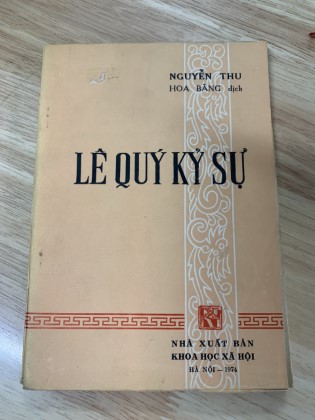 NGUYỄN THU
HOA BẰNG dịch
LÊ QUÝ KỶ SỰ
NHÀ XUẤT BẢN
KHOA HỌC XÃ HỘI
HÀ NỘI — 1974